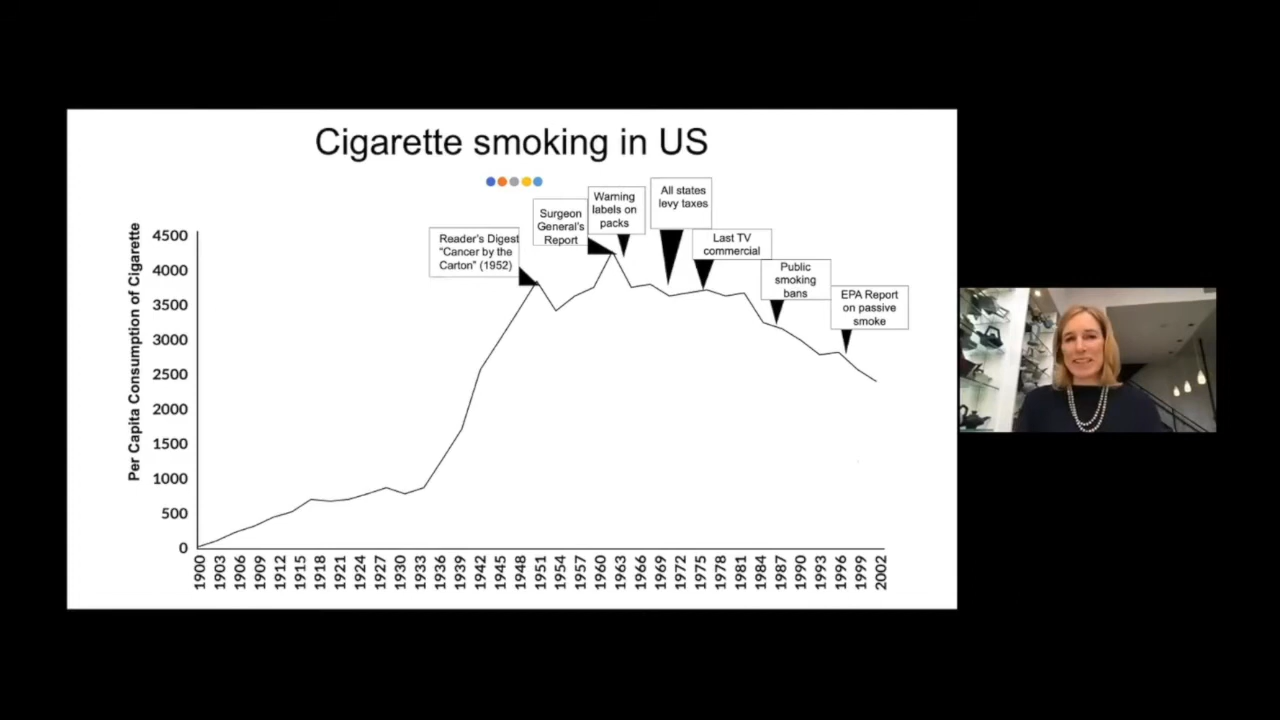 Cigarette smoking in US
Reader's Digest
"Cancer by the
Carton" (1952)
Surgeon
General's
Report
Warning
labels on
packs
All states
levy taxes
Last TV
commercial
Public
smoking
bans
EPA Report
on passive
smoke
Per Capita Consumption of Cigarette
4500
4000
3500
3000
2500
2000
1500
1000
500
0
1900
1903
1906
1909
1912
1915
1918
1921
1924
1927
1930
1933
1936
1939
1942
1945
1948
1951
1954
1957
1960
1963
1966
1969
1972
1975
1978
1981
1984
1987
1990
1993
1996
1999
2002